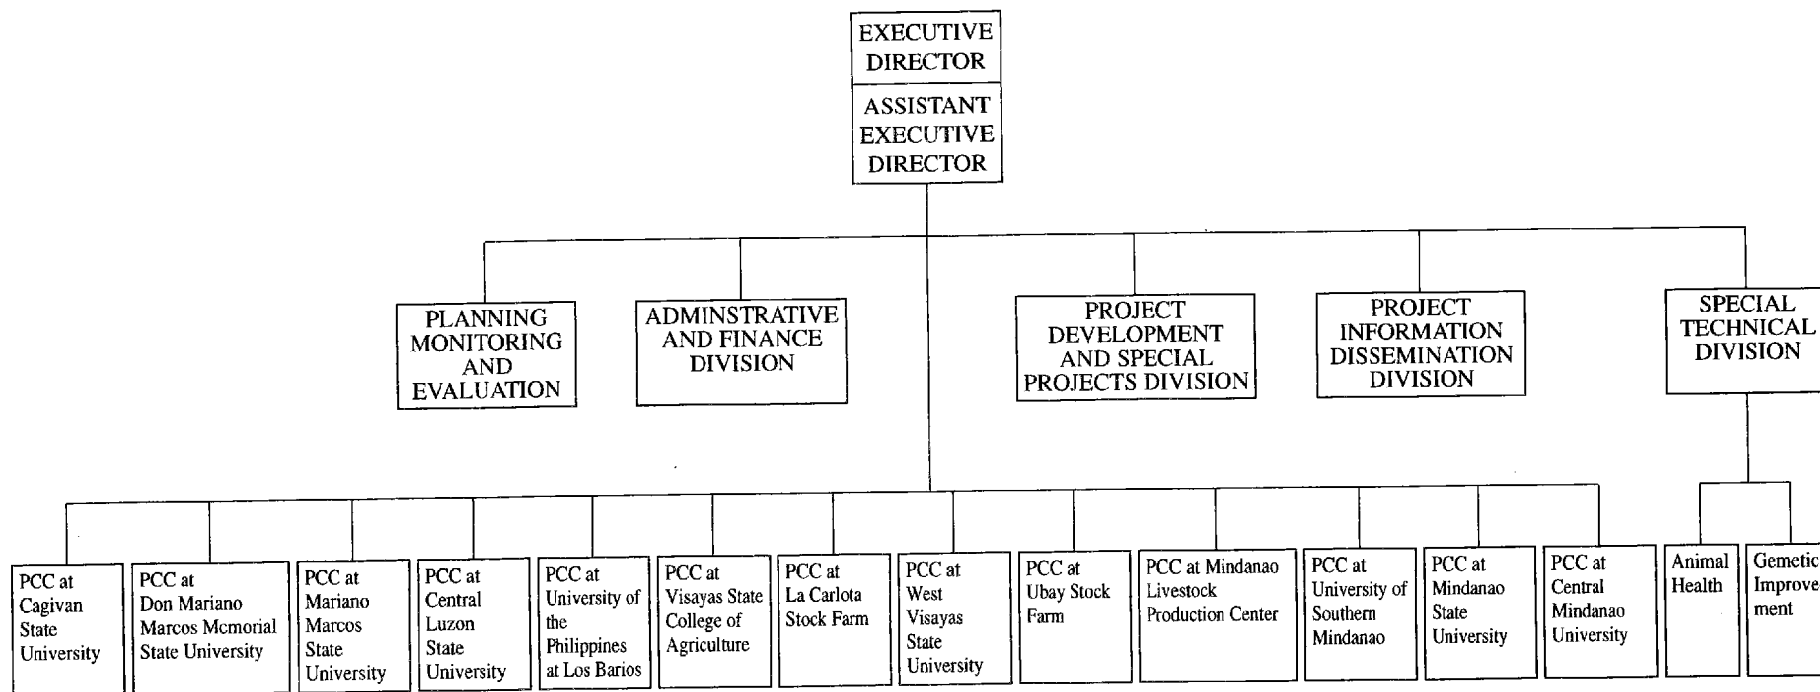 EXECUTIVE
DIRECTOR
ASSISTANT
EXECUTIVE
DIRECTOR
PLANNING
MONITORING
AND
EVALUATION
ADMINSTRATIVE
AND FINANCE
DIVISION
PROJECT
DEVELOPMENT
AND SPECIAL
PROJECTS DIVISION
PROJECT
INFORMATION
DISSEMINATION
DIVISION
SPECIAL
TECHNICAL
DIVISION
PCC at
Cagivan
State
University
PCC at
Don Mariano
Marcos Mcmorial
State University
PCC at
Mariano
Marcos
State
University
PCC at
Central
Luzon
State
University
PCC at
University of
the
Philippines
at Los Barios
PCC at
Visayas State
College of
Agriculture
PCC at
La Carlota
Stock Farm
PCC at
West
Visayas
State
University
PCC at
Ubay Stock
Farm
PCC at Mindanao
Livestock
Production Center
PCC at
University of
Southern
Mindanao
PCC at
Mindanao
State
University
PCC at
Central
Mindanao
University
Animal
Health
Gemetic
Improve-
ment